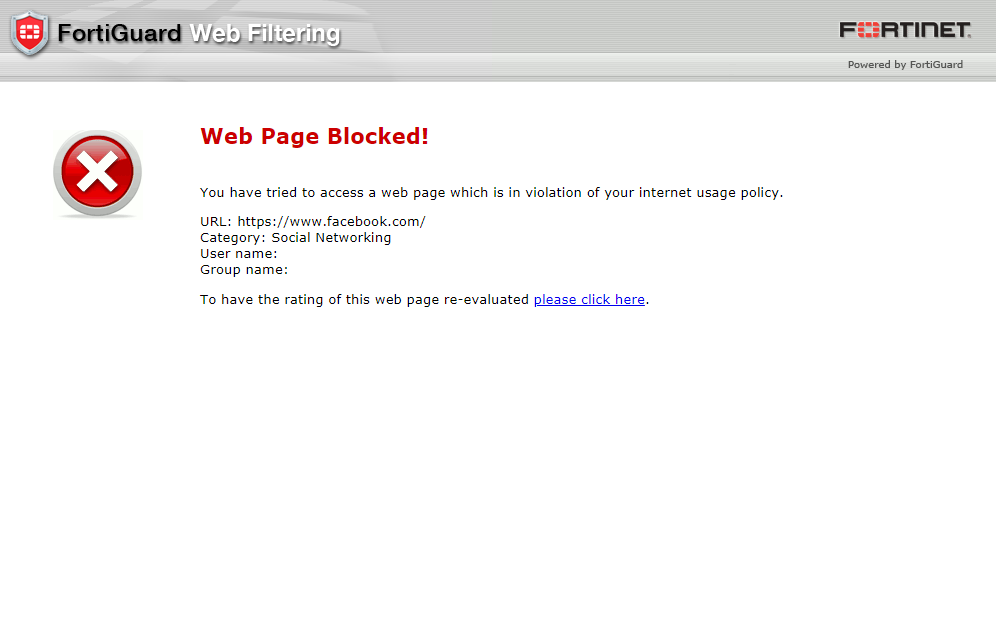 FortiGuard Web Filtering
FORTINET
Powered by FortiGuard
Web Page Blocked!
You have tried to access a web page which is in violation of your internet usage policy.
URL: https://www.facebook.com/
Category: Social Networking
User name:
Group name:
To have the rating of this web page re-evaluated please click here.